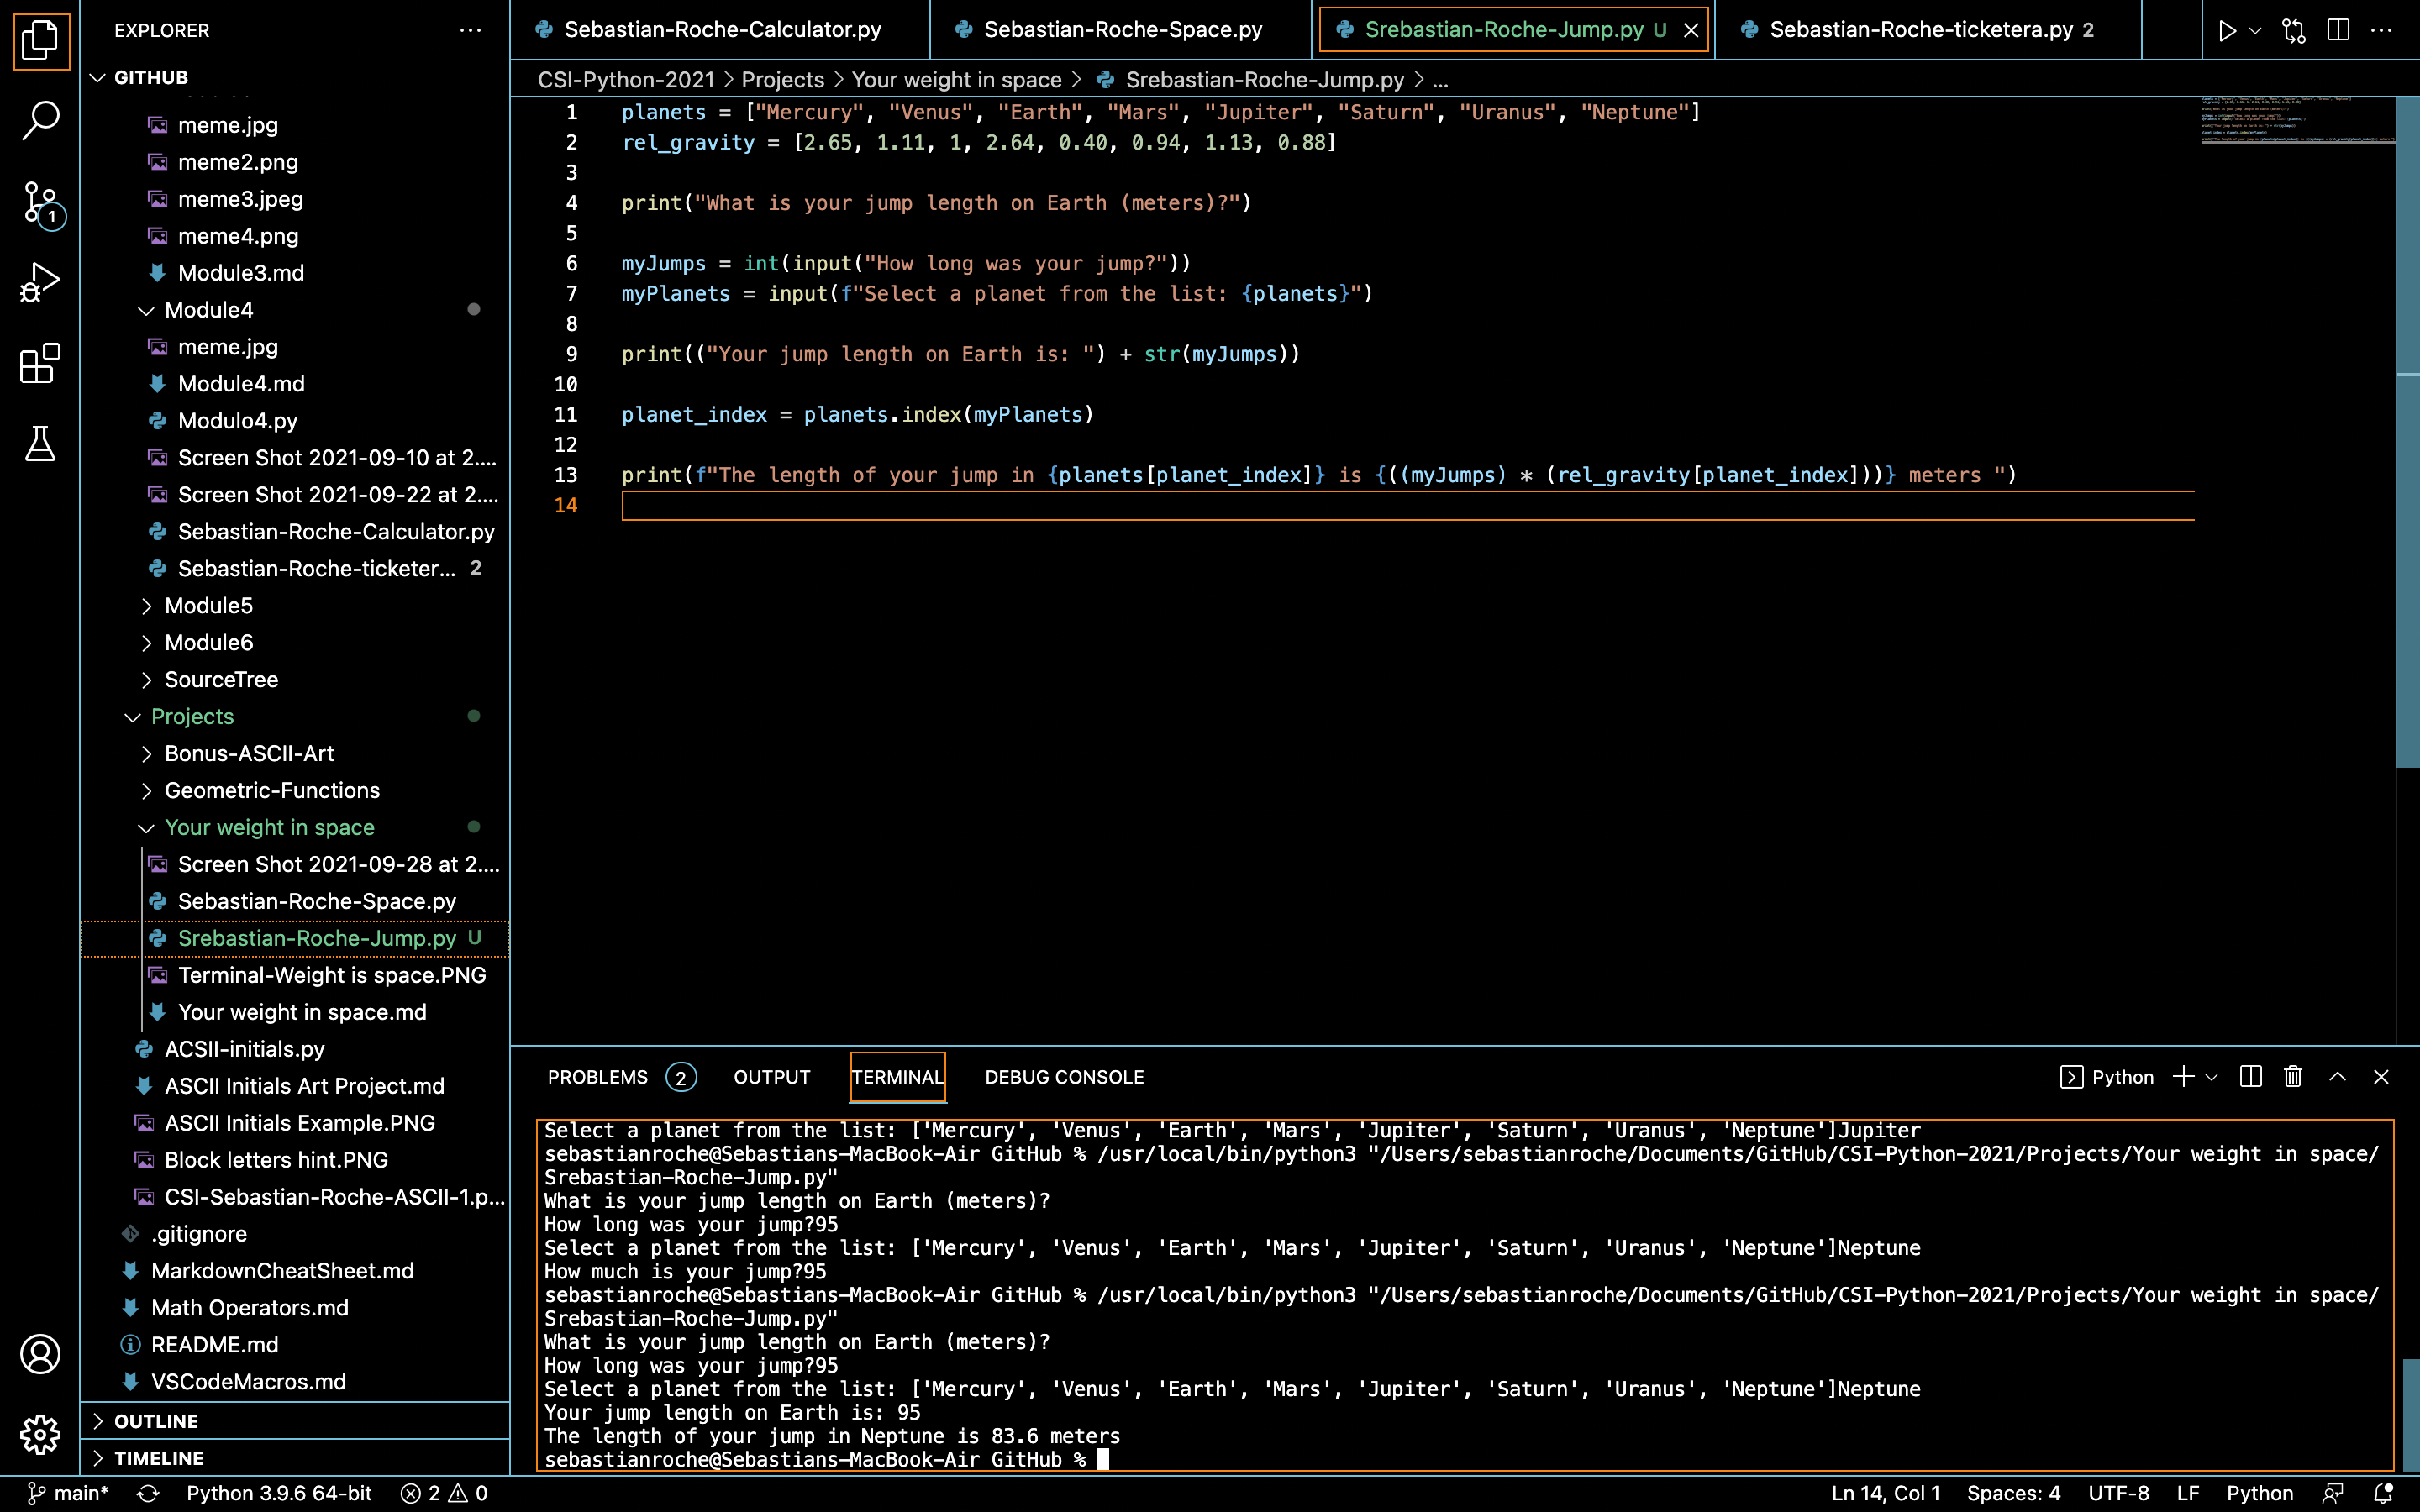 EXPLORER
GITHUB
meme.jpg
meme2.png
meme3.jpeg
meme4.png
Module3.md
Module4
meme.jpg
Module4.md
Modulo4.py
Screen Shot 2021-09-10 at 2....
Screen Shot 2021-09-22 at 2....
Sebastian-Roche-Calculator.py
Sebastian-Roche-ticketer... 2
Module5
Module6
SourceTree
Projects
Bonus-ASCII-Art
Geometric-Functions
Your weight in space
Screen Shot 2021-09-28 at 2....
Sebastian-Roche-Space.py
Srebastian-Roche-Jump.py U
Terminal-Weight is space.PNG
Your weight in space.md
ACSII-initials.py
ASCII Initials Art Project.md
ASCII Initials Example.PNG
Block letters hint.PNG
CSI-Sebastian-Roche-ASCII-1.p...
.gitignore
MarkdownCheatSheet.md
Math Operators.md
README.md
VSCodeMacros.md
OUTLINE
TIMELINE
1
Sebastian-Roche-Calculator.py Sebastian-Roche-Space.py Srebastian-Roche-Jump.py U Sebastian-Roche-ticketera.py 2
CSI-Python-2021 > Projects > Your weight in space > Srebastian-Roche-Jump.py > ...
1 planets = ["Mercury", "Venus", "Earth", "Mars", "Jupiter", "Saturn", "Uranus", "Neptune"]
2 rel_gravity = [2.65, 1.11, 1, 2.64, 0.40, 0.94, 1.13, 0.88]
3
4 print("What is your jump length on Earth (meters)?")
5
6 myJumps = int(input("How long was your jump?"))
7 myPlanets = input(f"Select a planet from the list: {planets}")
8
9 print(("Your jump length on Earth is: ") + str(myJumps))
10
11 planet_index = planets.index(myPlanets)
12
13 print(f"The length of your jump in {planets[planet_index]} is {((myJumps) * (rel_gravity[planet_index]))} meters ")
14
PROBLEMS 2 OUTPUT TERMINAL DEBUG CONSOLE Python
Select a planet from the list: ['Mercury', 'Venus', 'Earth', 'Mars', 'Jupiter', 'Saturn', 'Uranus', 'Neptune']Jupiter
sebastianroche@Sebastians-MacBook-Air GitHub % /usr/local/bin/python3 "/Users/sebastianroche/Documents/GitHub/CSI-Python-2021/Projects/Your weight in space/
Srebastian-Roche-Jump.py"
What is your jump length on Earth (meters)?
How long was your jump?95
Select a planet from the list: ['Mercury', 'Venus', 'Earth', 'Mars', 'Jupiter', 'Saturn', 'Uranus', 'Neptune']Neptune
How much is your jump?95
sebastianroche@Sebastians-MacBook-Air GitHub % /usr/local/bin/python3 "/Users/sebastianroche/Documents/GitHub/CSI-Python-2021/Projects/Your weight in space/
Srebastian-Roche-Jump.py"
What is your jump length on Earth (meters)?
How long was your jump?95
Select a planet from the list: ['Mercury', 'Venus', 'Earth', 'Mars', 'Jupiter', 'Saturn', 'Uranus', 'Neptune']Neptune
Your jump length on Earth is: 95
The length of your jump in Neptune is 83.6 meters
sebastianroche@Sebastians-MacBook-Air GitHub %
main* Python 3.9.6 64-bit 2 0 Ln 14, Col 1 Spaces: 4 UTF-8 LF Python